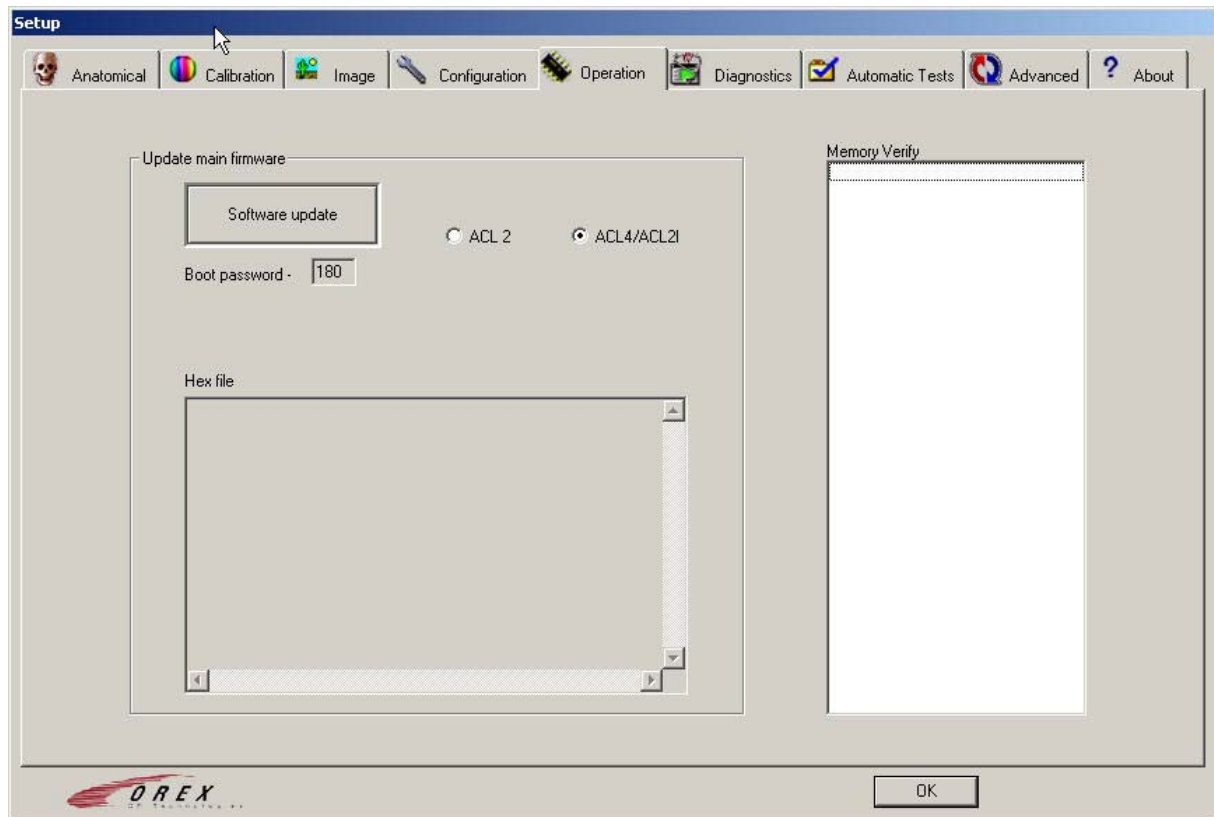 Setup
Anatomical Calibration Image Configuration Operation Diagnostics Automatic Tests Advanced ? About
Update main firmware
Software update
ACL 2 ACL4/ACL2I
Boot password - 180
Hex file
Memory Verify
OREX
OK